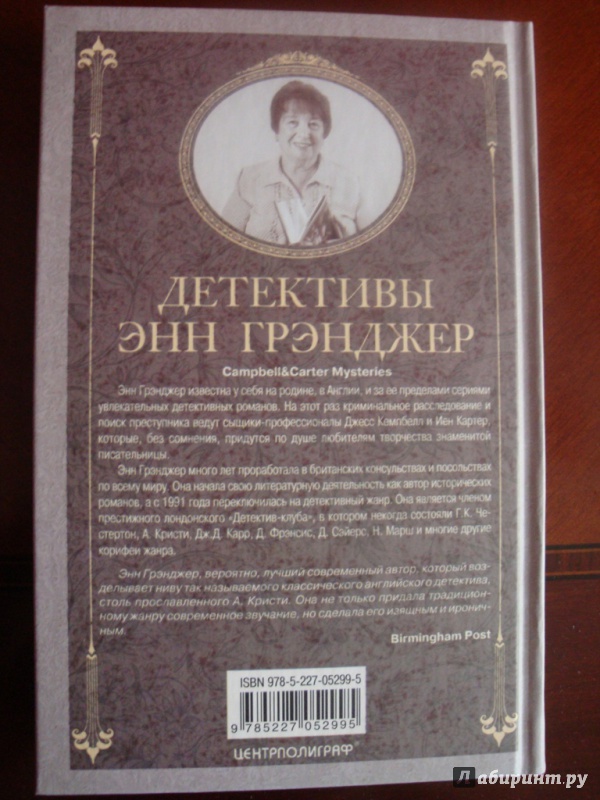 ДЕТЕКТИВЫ
ЭНН ГРЭНДЖЕР
Campbell&Carter Mysteries
Энн Грэнджер известна у себя на родине, в Англии, и за ее пределами сериями
увлекательных детективных романов. На этот раз криминальное расследование и
поиск преступника ведут сыщики-профессионалы Джесс Кемпбелл и Иен Картер,
которые, без сомнения, придутся по душе любителям творчества знаменитой
писательницы.
Энн Грэнджер много лет проработала в британских консульствах и посольствах
по всему миру. Она начала свою литературную деятельность как автор исторических
романов, а с 1991 года переключилась на детективный жанр. Она является членом
престижного лондонского «Детектив-клуба», в котором некогда состояли Г.К. Че-
стертон, А. Кристи, Дж.Д. Карр, Д. Фрэнсис, Д. Сэйерс, Н. Марш и многие другие
корифеи жанра.
Энн Грэнджер, вероятно, лучший современный автор, который воз-
делывает ниву так называемого классического английского детектива,
столь прославленного А. Кристи. Она не только придала традицион-
ному жанру современное звучание, но сделала его изящным и иронич-
ным.
Birmingham Post
ISBN 978-5-227-05299-5
9 785227 052995
ЦЕНТРПОЛИГРАФ®
Лабиринт.ру